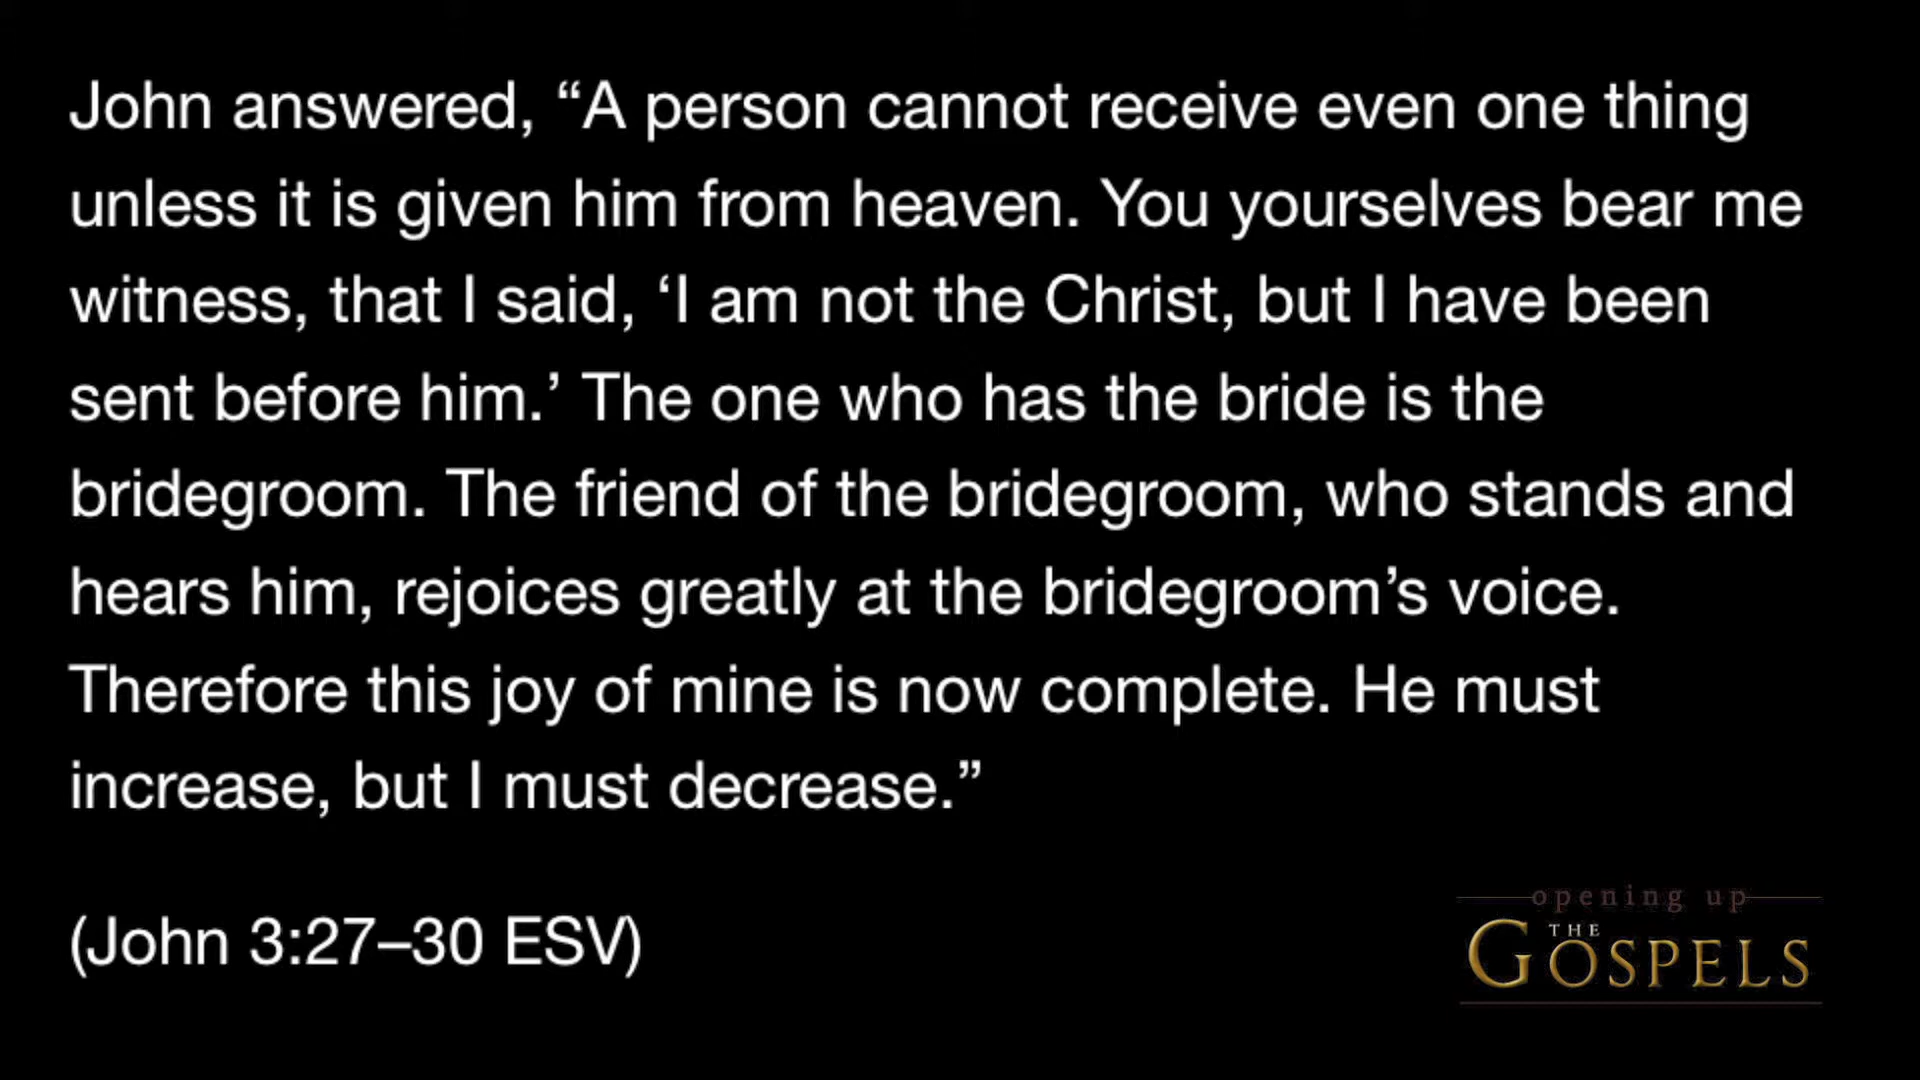 John answered, “A person cannot receive even one thing
unless it is given him from heaven. You yourselves bear me
witness, that I said, ‘I am not the Christ, but I have been
sent before him.’ The one who has the bride is the
bridegroom. The friend of the bridegroom, who stands and
hears him, rejoices greatly at the bridegroom’s voice.
Therefore this joy of mine is now complete. He must
increase, but I must decrease.”
(John 3:27–30 ESV)
opening up
THE
GOSPELS